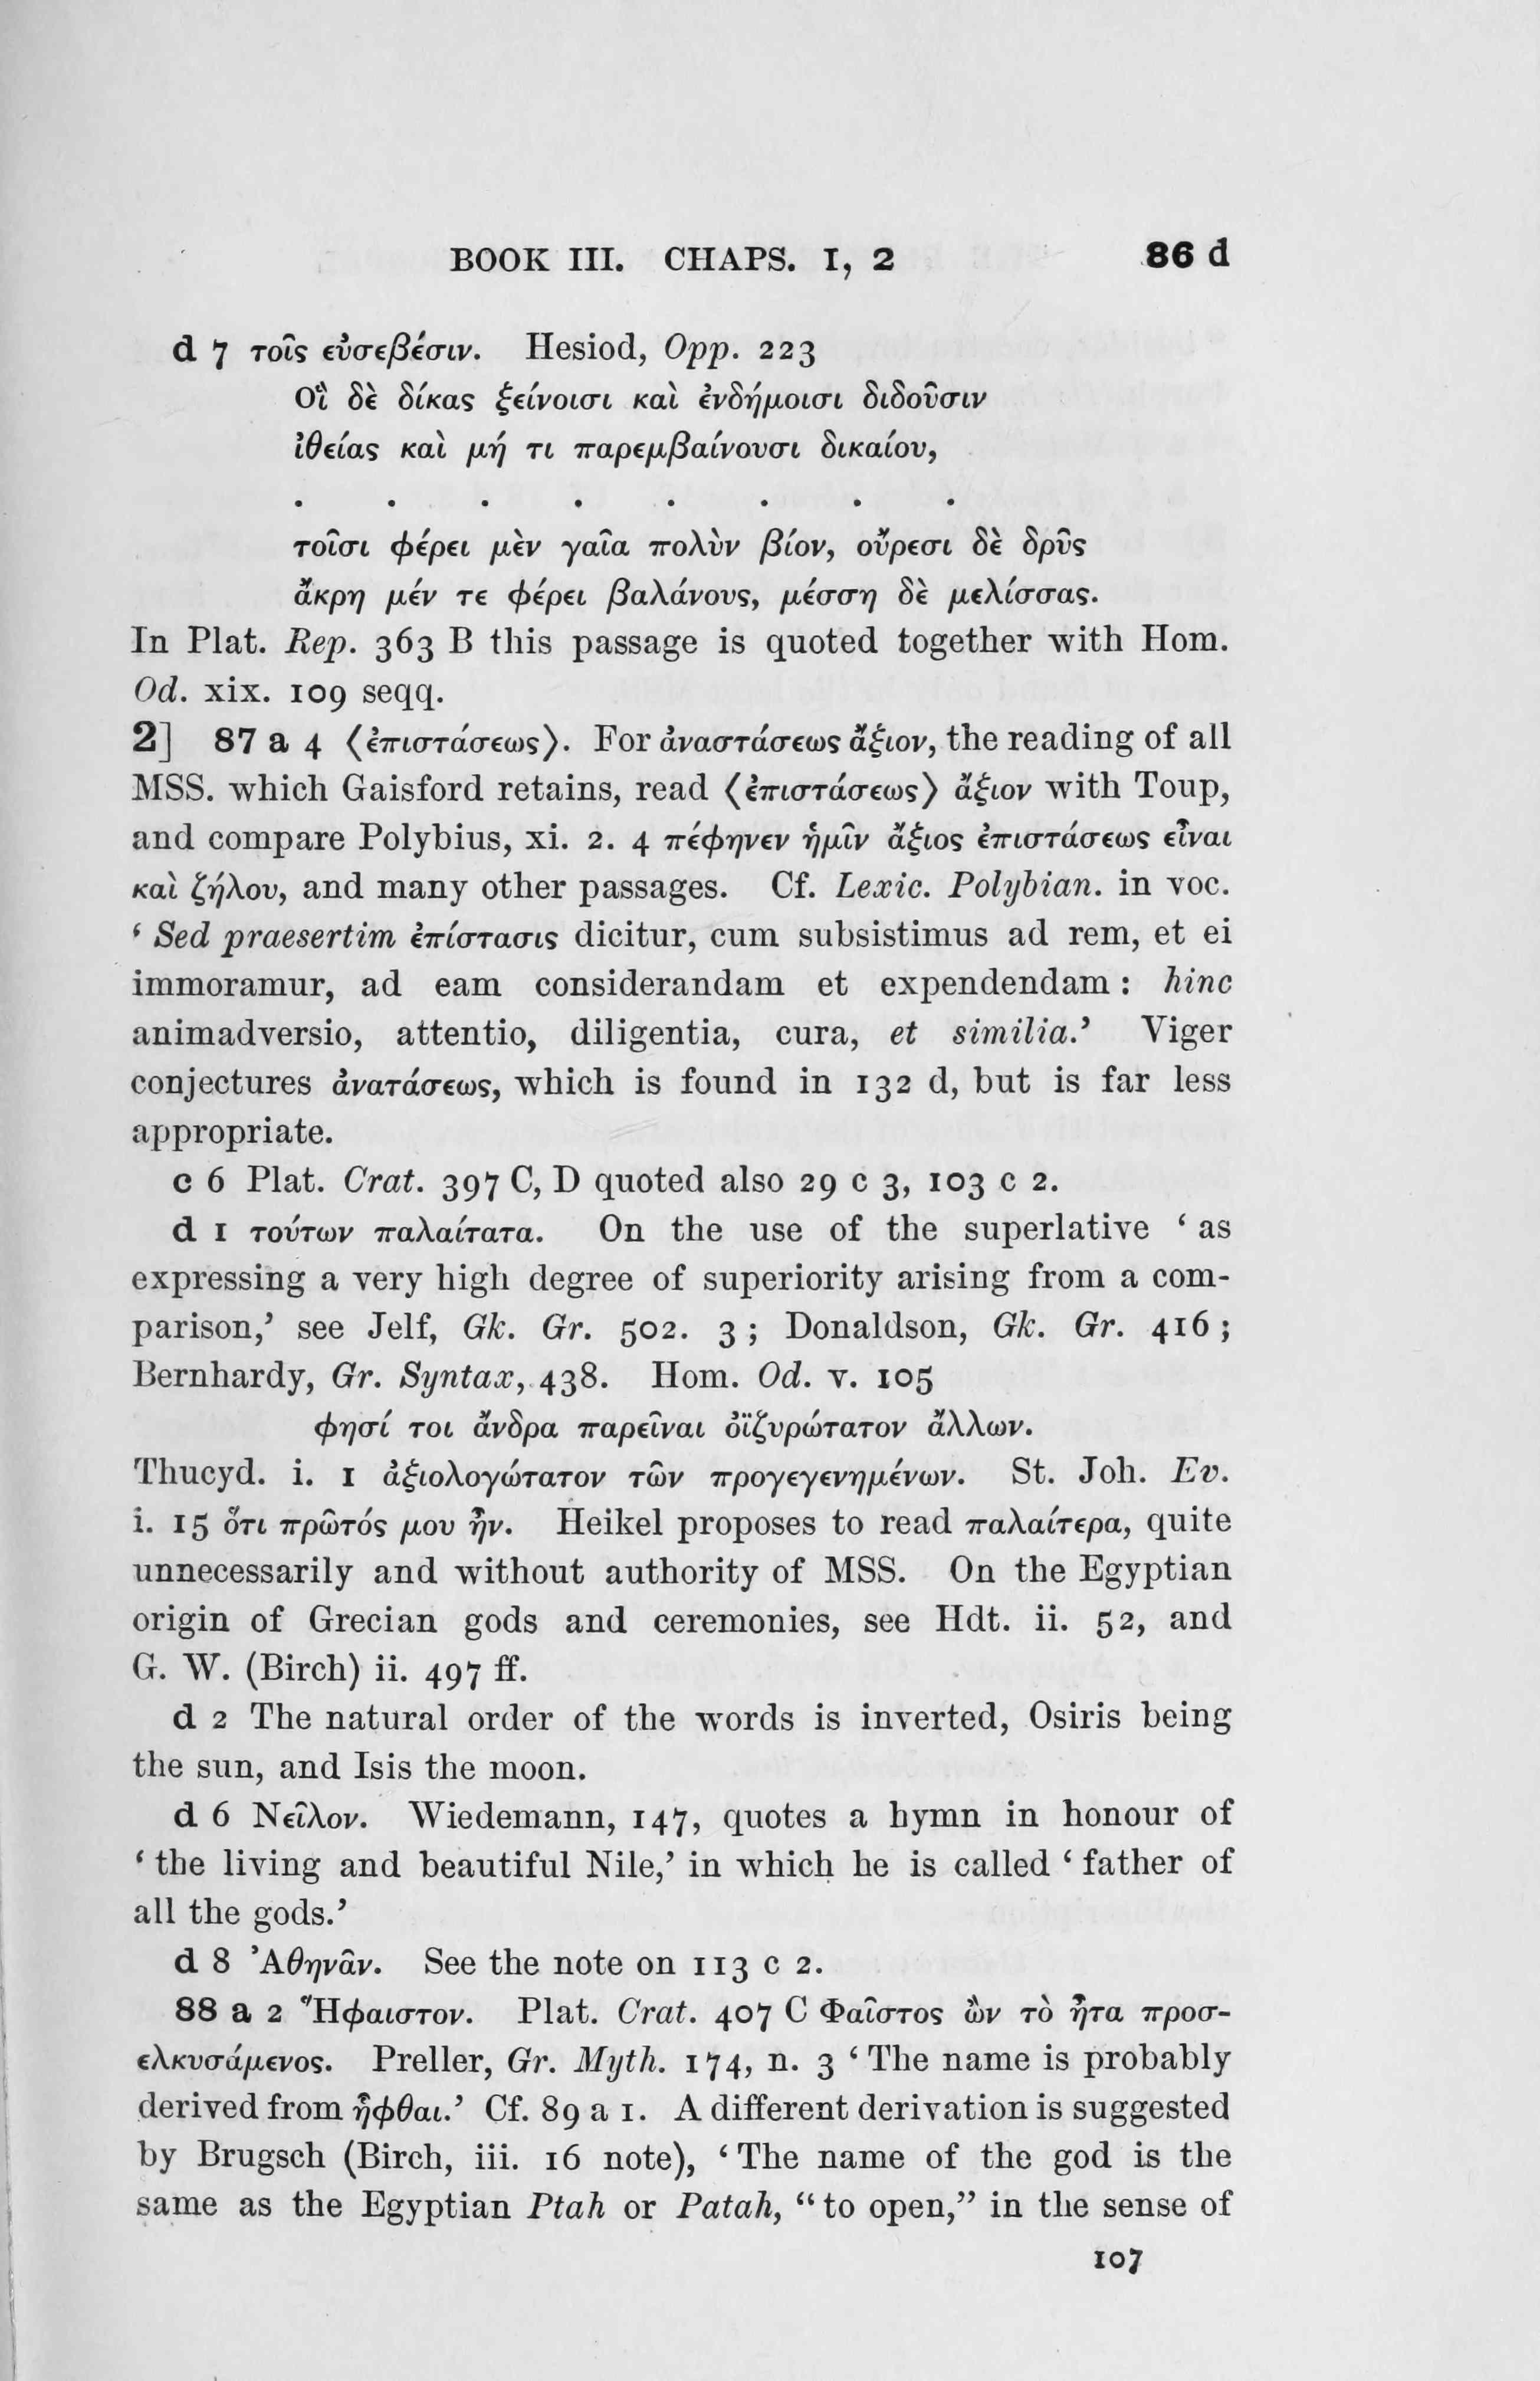 BOOK III. CHAPS. 1, 2 86 d
d 7 τοῖς εὐσεβέσιν. Hesiod, Opp. 223
Οἳ δὲ δίκας ξείνοισι καὶ ἐνδήμοισι διδοῦσιν
ἰθείας καὶ μή τι παρεμβαίνουσι δικαίου,
. . . . . . . .
τοῖσι φέρει μὲν γαῖα πολὺν βίον, οὔρεσι δὲ δρῦς
ἄκρη μέν τε φέρει βαλάνους, μέσση δὲ μελίσσας.
In Plat. Rep. 363 B this passage is quoted together with Hom.
Od. xix. 109 seqq.
2] 87 a 4 ⟨ἐπιστάσεως⟩. For ἀναστάσεως ἄξιον, the reading of all
MSS. which Gaisford retains, read ⟨ἐπιστάσεως⟩ ἄξιον with Toup,
and compare Polybius, xi. 2. 4 πέφηνεν ἡμῖν ἄξιος ἐπιστάσεως εἶναι
καὶ ζήλου, and many other passages. Cf. Lexic. Polybian. in voc.
‘ Sed praesertim ἐπίστασις dicitur, cum subsistimus ad rem, et ei
immoramur, ad eam considerandam et expendendam : hinc
animadversio, attentio, diligentia, cura, et similia.’ Viger
conjectures ἀνατάσεως, which is found in 132 d, but is far less
appropriate.
c 6 Plat. Crat. 397 C, D quoted also 29 c 3, 103 c 2.
d 1 τούτων παλαίτατα. On the use of the superlative ‘ as
expressing a very high degree of superiority arising from a com-
parison,’ see Jelf, Gk. Gr. 502. 3 ; Donaldson, Gk. Gr. 416 ;
Bernhardy, Gr. Syntax, 438. Hom. Od. v. 105
φησί τοι ἄνδρα παρεῖναι ὀϊζυρώτατον ἄλλων.
Thucyd. i. 1 ἀξιολογώτατον τῶν προγεγενημένων. St. Joh. Ev.
i. 15 ὅτι πρῶτός μου ἦν. Heikel proposes to read παλαίτερα, quite
unnecessarily and without authority of MSS. On the Egyptian
origin of Grecian gods and ceremonies, see Hdt. ii. 52, and
G. W. (Birch) ii. 497 ff.
d 2 The natural order of the words is inverted, Osiris being
the sun, and Isis the moon.
d 6 Νεῖλον. Wiedemann, 147, quotes a hymn in honour of
‘ the living and beautiful Nile,’ in which he is called ‘ father of
all the gods.’
d 8 Ἀθηνᾶν. See the note on 113 c 2.
88 a 2 Ἥφαιστον. Plat. Crat. 407 C Φαῖστος ὢν τὸ ἦτα προσ-
ελκυσάμενος. Preller, Gr. Myth. 174, n. 3 ‘ The name is probably
derived from ἧφθαι.’ Cf. 89 a 1. A different derivation is suggested
by Brugsch (Birch, iii. 16 note), ‘ The name of the god is the
same as the Egyptian Ptah or Patah, “ to open,” in the sense of
107